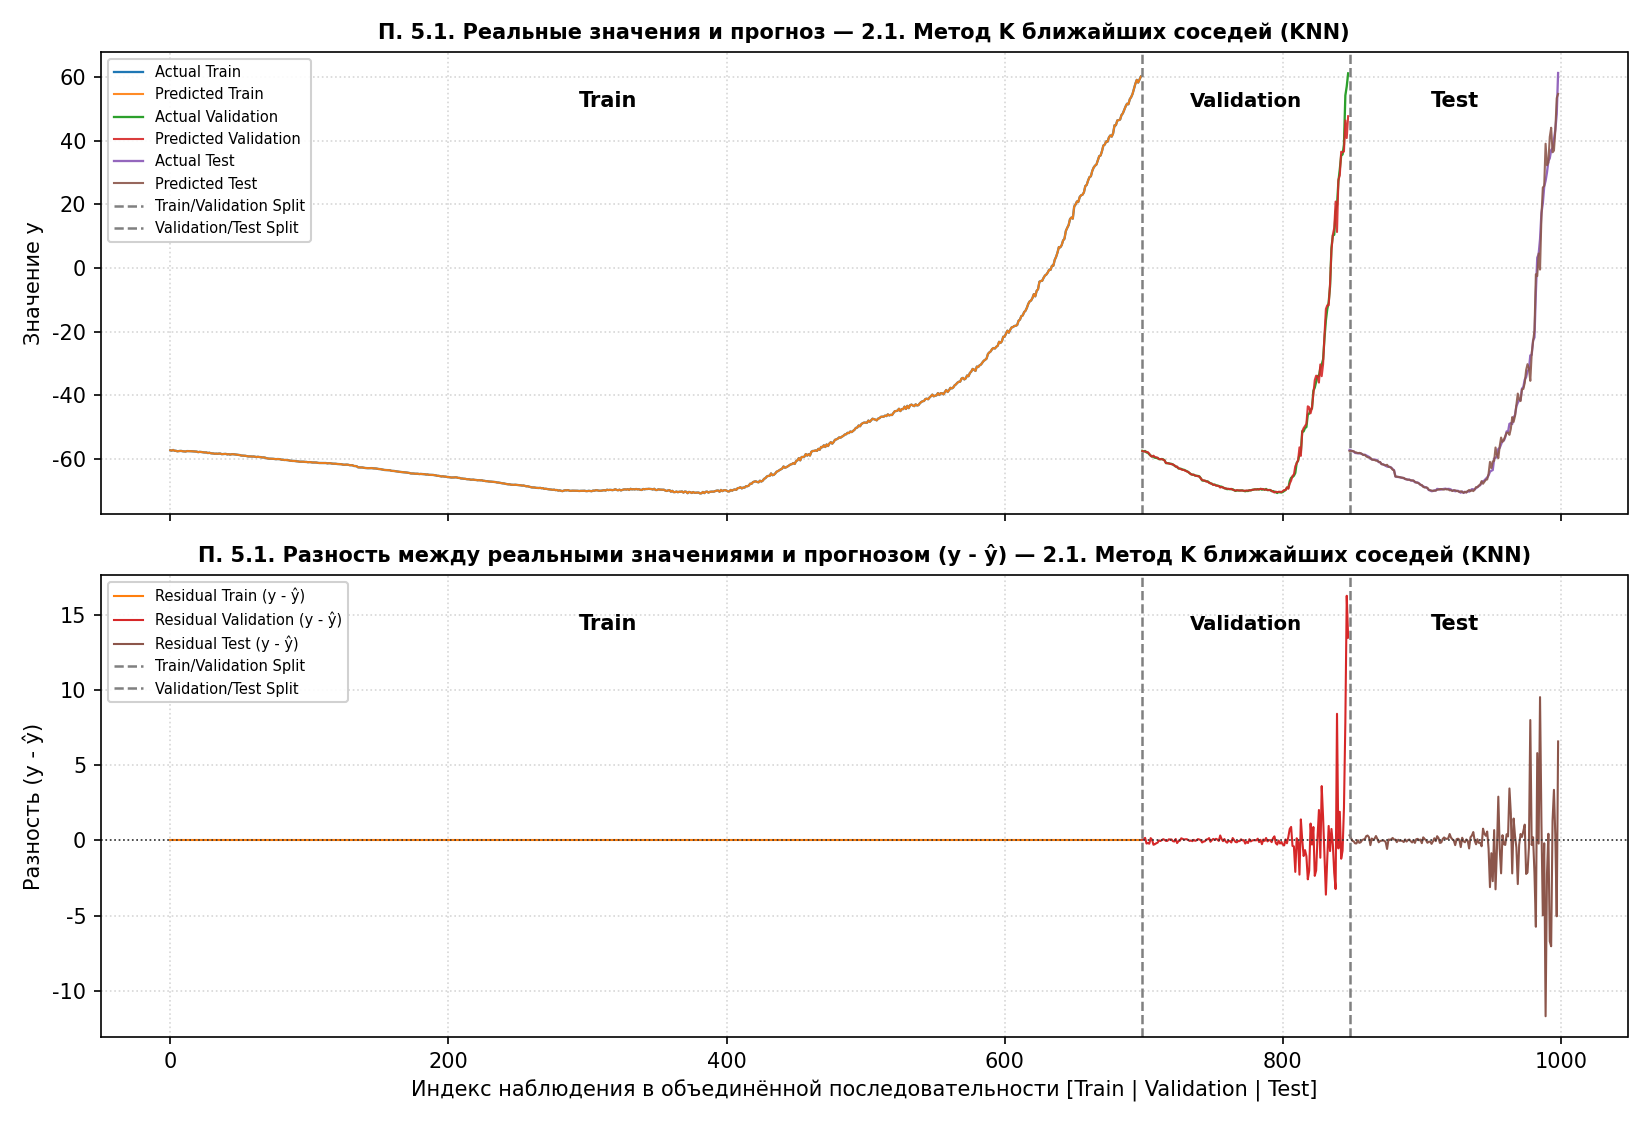 П. 5.1. Реальные значения и прогноз — 2.1. Метод K ближайших соседей (KNN)
Actual Train
Predicted Train
Actual Validation
Predicted Validation
Actual Test
Predicted Test
Train/Validation Split
Validation/Test Split
Train
Validation
Test
Значение y
60
40
20
0
-20
-40
-60
П. 5.1. Разность между реальными значениями и прогнозом (y - ŷ) — 2.1. Метод K ближайших соседей (KNN)
Residual Train (y - ŷ)
Residual Validation (y - ŷ)
Residual Test (y - ŷ)
Train/Validation Split
Validation/Test Split
Train
Validation
Test
Разность (y - ŷ)
15
10
5
0
-5
-10
0 200 400 600 800 1000
Индекс наблюдения в объединённой последовательности [Train | Validation | Test]